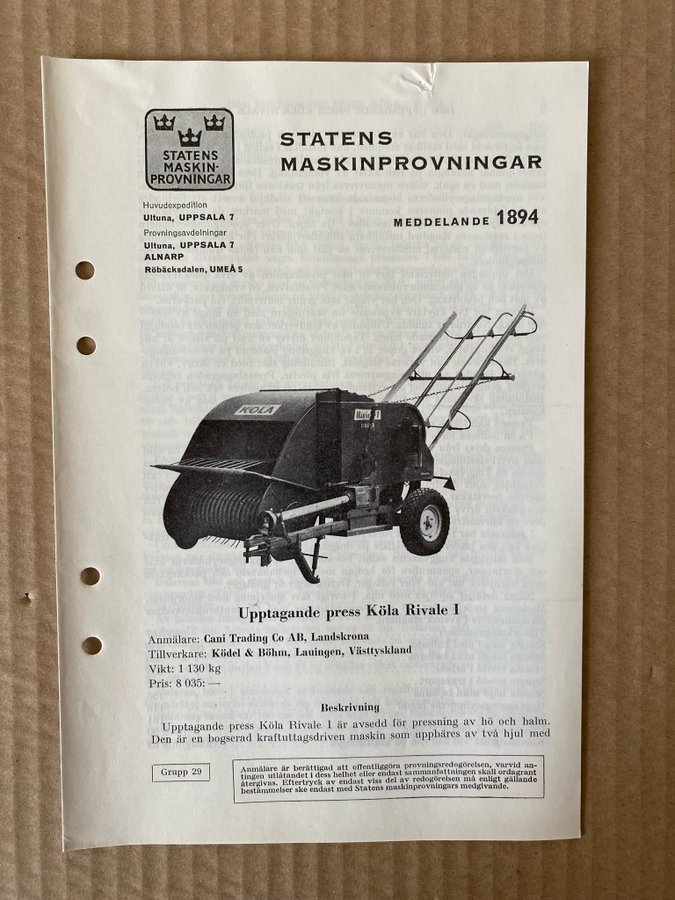 STATENS
MASKIN-
PROVNINGAR
STATENS
MASKINPROVNINGAR
Huvudexpedition
Ultuna, UPPSALA 7
Provningsavdelningar
Ultuna, UPPSALA 7
ALNARP
Röbäcksdalen, UMEÅ 5
MEDDELANDE 1894
KÖLA
Upptagande press Köla Rivale I
Anmälare: Cani Trading Co AB, Landskrona
Tillverkare: Ködel & Böhm, Lauingen, Västtyskland
Vikt: 1 130 kg
Pris: 8 035: —
Beskrivning
Upptagande press Köla Rivale I är avsedd för pressning av hö och halm.
Den är en bogserad kraftuttagsdriven maskin som uppbäres av två hjul med
Grupp 29
Anmälare är berättigad att offentliggöra provningsredogörelsen, varvid an-
tingen utlåtandet i dess helhet eller endast sammanfattningen skall ordagrant
återgivas. Eftertryck av endast viss del av redogörelsen må enligt gällande
bestämmelser ske endast med Statens maskinprovningars medgivande.